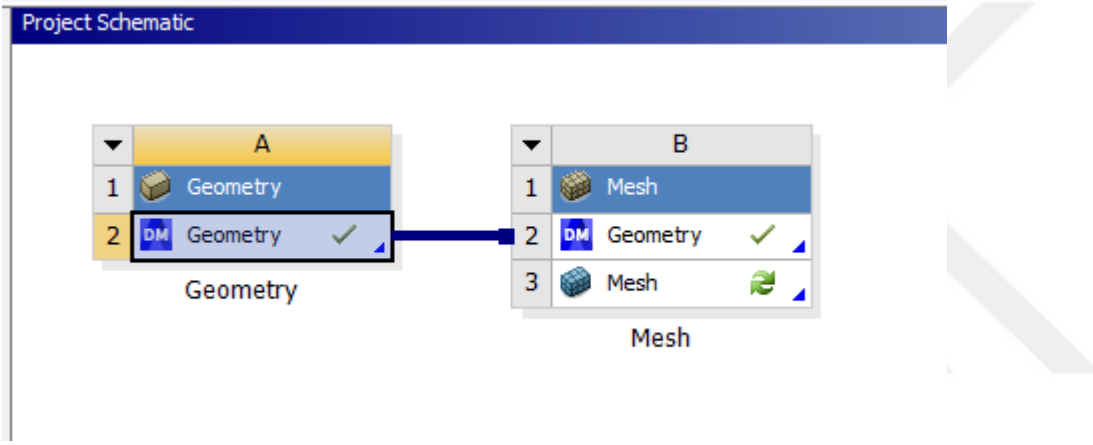 Project Schematic
A B
1 Geometry 1 Mesh
2 DM Geometry 2 DM Geometry
Geometry 3 Mesh
Mesh